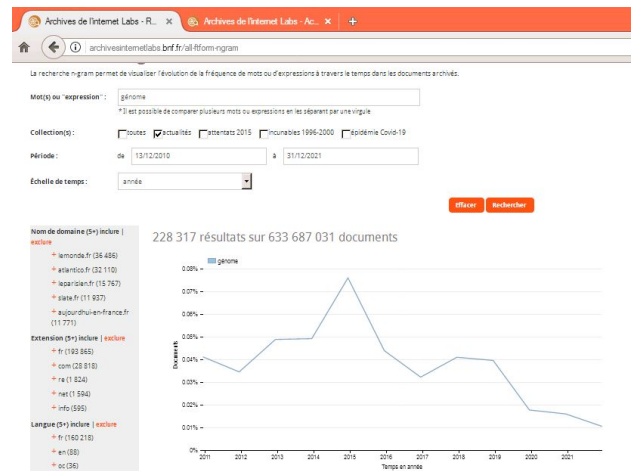 Archives de l'internet Labs - R... × Archives de l'internet Labs - Ac... × +
archivesinternetlabs.bnf.fr/all-ftform-ngram
La recherche n-gram permet de visualiser l'évolution de la fréquence de mots ou d'expressions à travers le temps dans les documents archivés.
Mot(s) ou "expression" : génome
* Il est possible de comparer plusieurs mots ou expressions en les séparant par une virgule
Collection(s) : toutes actualités attentats 2015 incunables 1996-2000 épidémie Covid-19
Période : de 13/12/2010 à 31/12/2021
Échelle de temps : année
Effacer Rechercher
Nom de domaine (5+) inclure |
exclure
+ lemonde.fr (36 486)
+ atlantico.fr (32 110)
+ leparisien.fr (15 767)
+ slate.fr (11 937)
+ aujourdhui-en-france.fr
(11 771)
Extension (5+) inclure | exclure
+ fr (193 865)
+ com (28 818)
+ re (1 824)
+ net (1 594)
+ info (595)
Langue (5+) inclure | exclure
+ fr (160 218)
+ en (88)
+ oc (36)
228 317 résultats sur 633 687 031 documents
génome
0.08%
0.07%
0.06%
0.05%
0.04%
0.03%
0.02%
0.01%
0%
Documents
2011 2012 2013 2014 2015 2016 2017 2018 2019 2020 2021
Temps en année